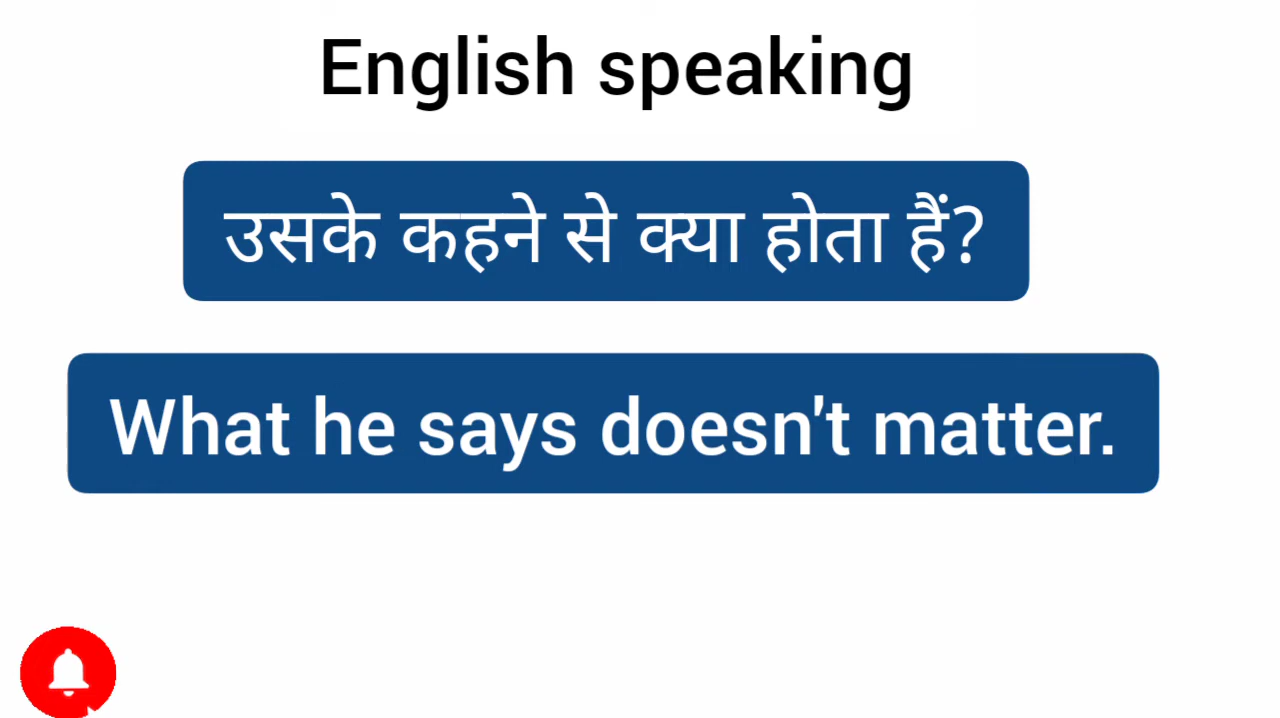 English speaking
उसके कहने से क्या होता हैं?
What he says doesn't matter.